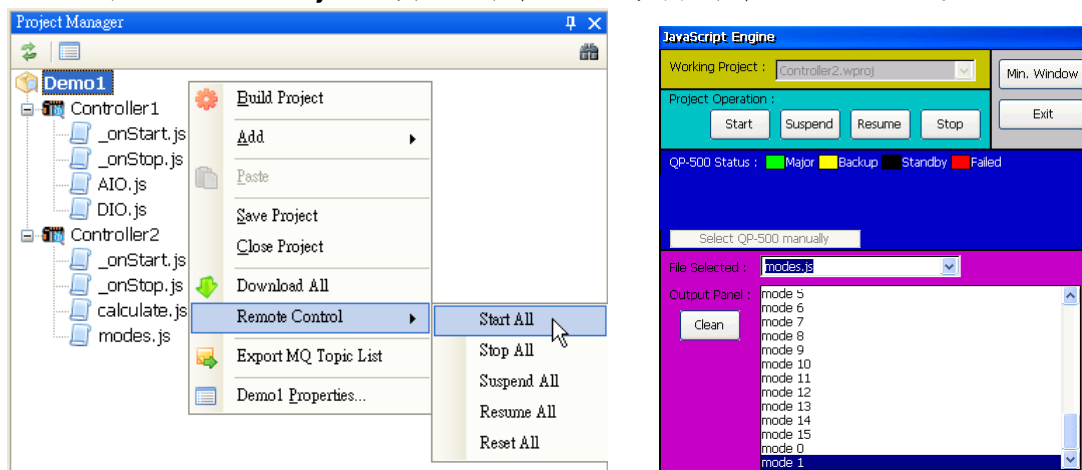 Project Manager
Demo1
Controller1
_onStart.js
_onStop.js
AIO.js
DIO.js
Controller2
_onStart.js
_onStop.js
calculate.js
modes.js
Build Project
Add
Paste
Save Project
Close Project
Download All
Remote Control
Export MQ Topic List
Demo1 Properties...
Start All
Stop All
Suspend All
Resume All
Reset All
JavaScript Engine
Working Project :
Controller2.wproj
Min. Window
Exit
Project Operation :
Start
Suspend
Resume
Stop
QP-500 Status :
Major
Backup
Standby
Failed
Select QP-500 manually
File Selected :
modes.js
Output Panel :
Clean
mode 5
mode 6
mode 7
mode 8
mode 9
mode 10
mode 11
mode 12
mode 13
mode 14
mode 15
mode 0
mode 1